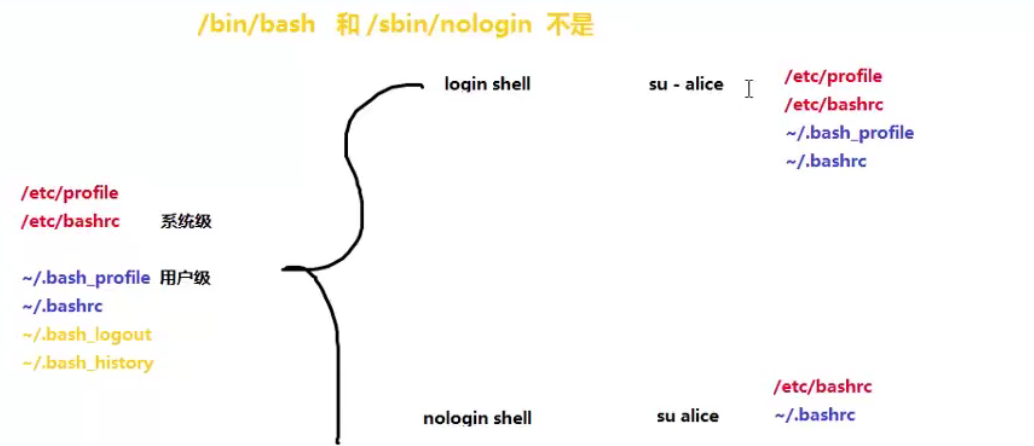 /bin/bash 和 /sbin/nologin 不是
login shell su - alice
/etc/profile
/etc/bashrc
~/.bash_profile
~/.bashrc
/etc/profile
/etc/bashrc 系统级
~/.bash_profile 用户级
~/.bashrc
~/.bash_logout
~/.bash_history
nologin shell su alice
/etc/bashrc
~/.bashrc